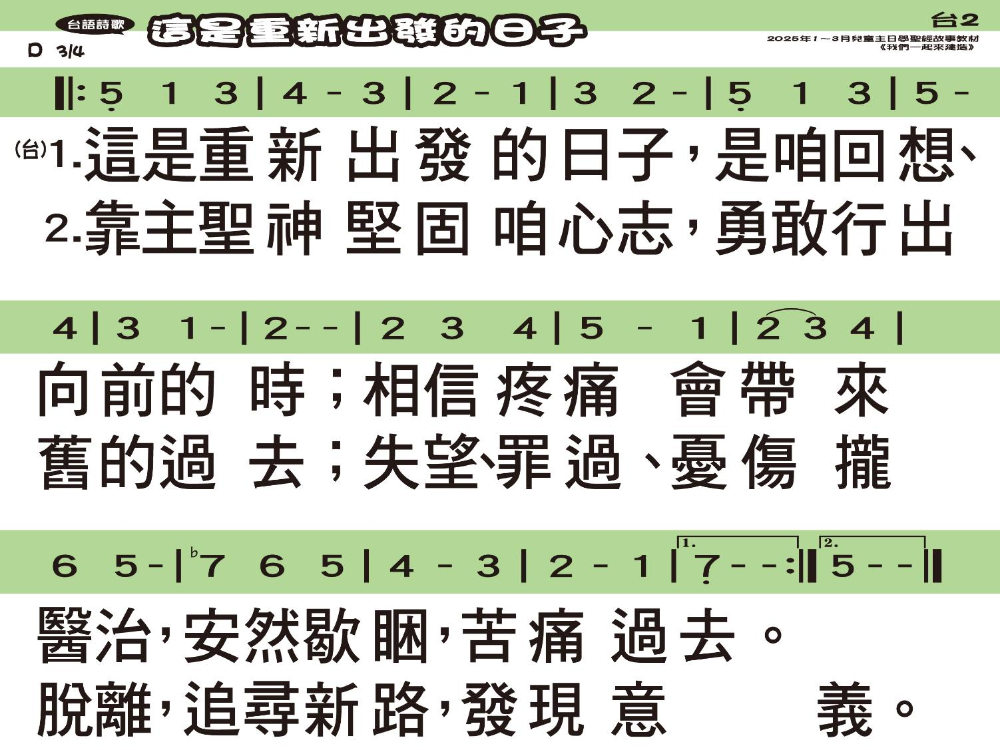 台語詩歌 這是重新出發的日子
台2
D 3/4
2025年1～3月兒童主日學聖經故事教材
《我們一起來建造》
‖: 5̣ 1 3 | 4 - 3 | 2 - 1 | 3 2 - | 5̣ 1 3 | 5 -
(台)1.這是重新出發的日子，是咱回想、
2.靠主聖神堅固咱心志，勇敢行出
4 | 3 1 - | 2 - - | 2 3 4 | 5 - 1 | 2 3 4 |
向前的時；相信疼痛會帶來
舊的過去；失望、罪過、憂傷攏
6 5 - | ♭7 6 5 | 4 - 3 | 2 - 1 | 1. 7̣ - - :‖ 2. 5 - - ‖
醫治，安然歇睏，苦痛過去。
脫離，追尋新路，發現意義。